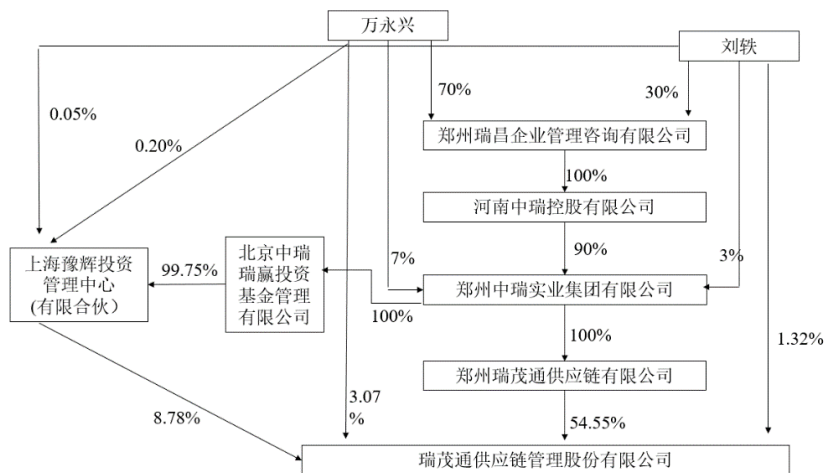 万永兴
刘轶
70%
30%
0.05%
0.20%
郑州瑞昌企业管理咨询有限公司
100%
河南中瑞控股有限公司
90%
7%
3%
上海豫辉投资
管理中心
(有限合伙）
99.75%
北京中瑞
瑞赢投资
基金管理
有限公司
100%
郑州中瑞实业集团有限公司
100%
1.32%
郑州瑞茂通供应链有限公司
8.78%
3.07
%
54.55%
瑞茂通供应链管理股份有限公司